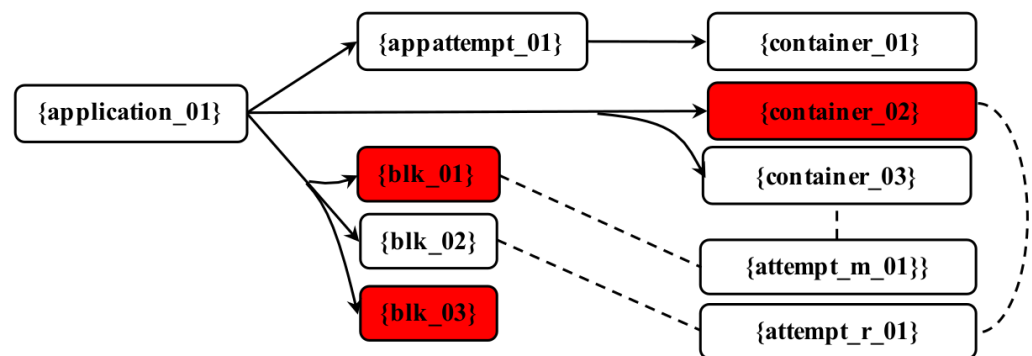 {appattempt_01}
{container_01}
{application_01}
{container_02}
{blk_01}
{container_03}
{blk_02}
{attempt_m_01}}
{blk_03}
{attempt_r_01}